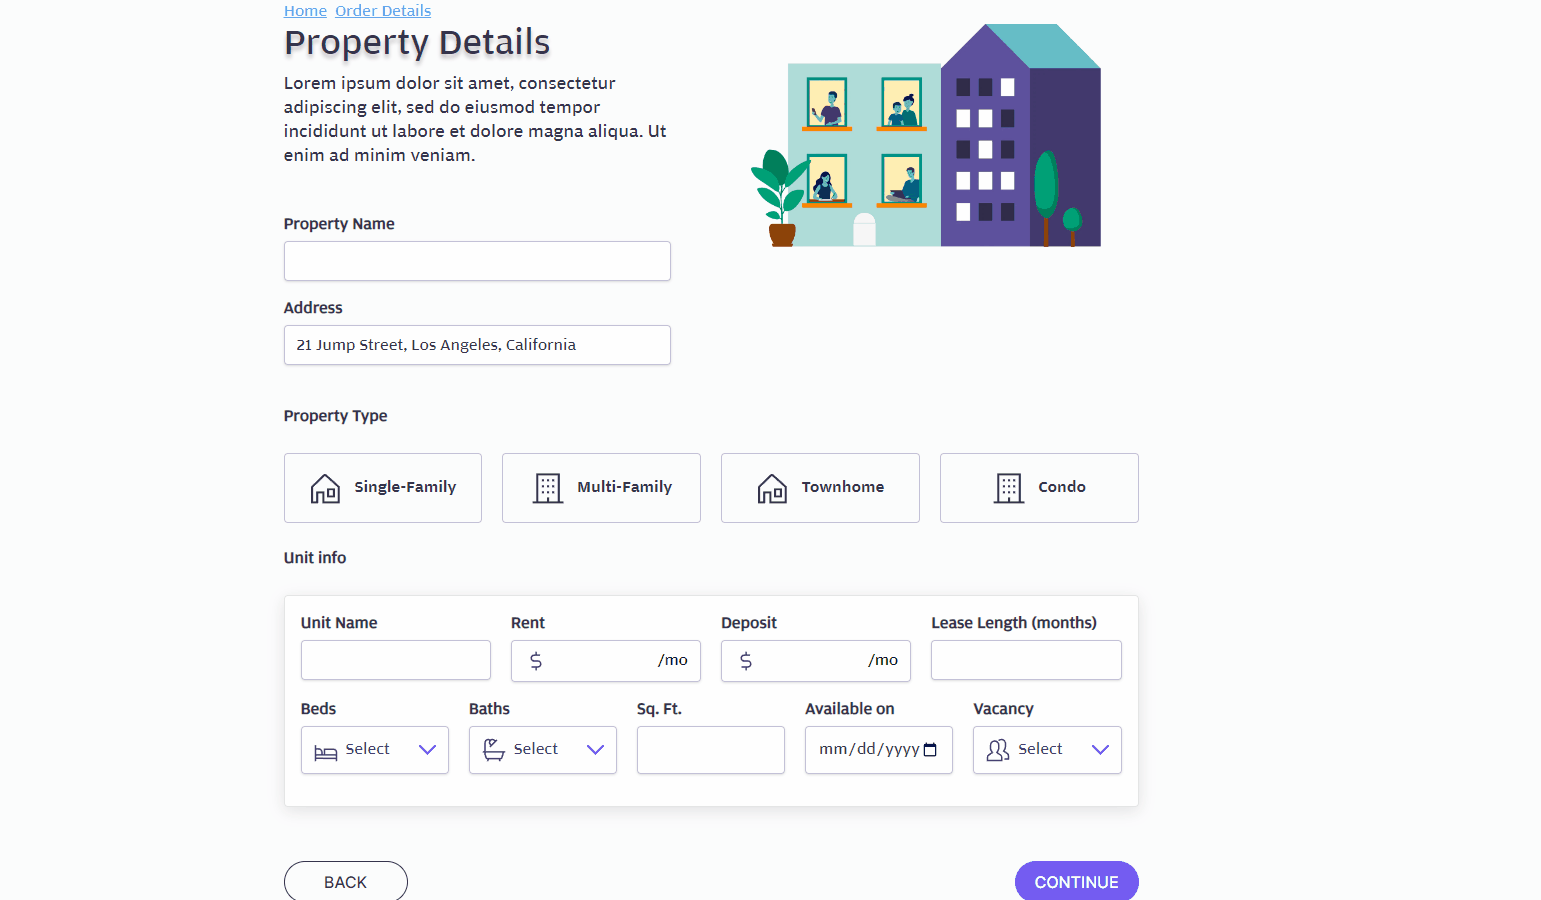 Home Order Details
Property Details
Lorem ipsum dolor sit amet, consectetur
adipiscing elit, sed do eiusmod tempor
incididunt ut labore et dolore magna aliqua. Ut
enim ad minim veniam.
Property Name
Address
21 Jump Street, Los Angeles, California
Property Type
Single-Family Multi-Family Townhome Condo
Unit info
Unit Name Rent Deposit Lease Length (months)
$ /mo $ /mo
Beds Baths Sq. Ft. Available on Vacancy
Select Select mm/dd/yyyy Select
BACK CONTINUE